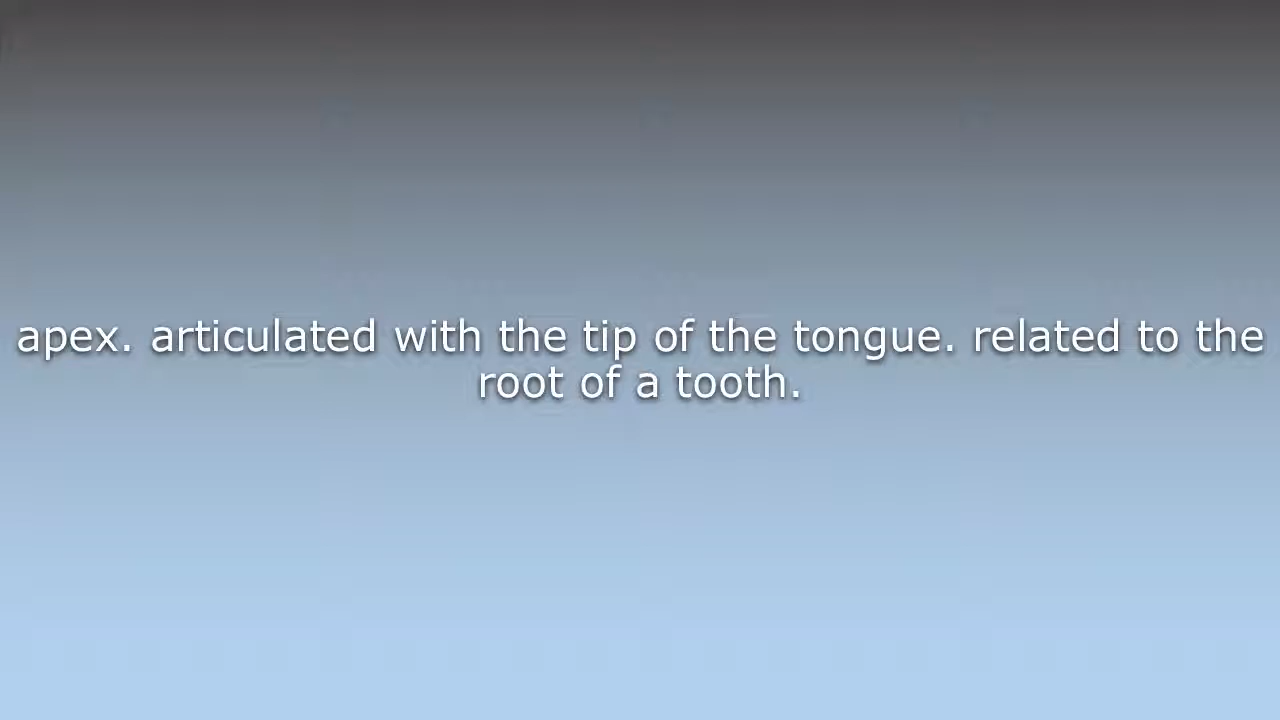 apex. articulated with the tip of the tongue. related to the
root of a tooth.